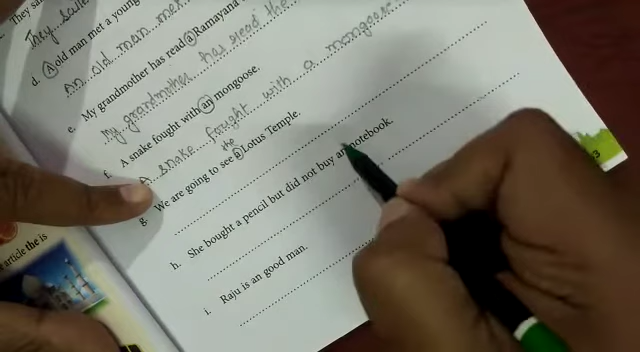 They
They
d. A old man met a young
An old man met
e. My grandmother has read a Ramayana
My grandmother has read the
f. A snake fought with an mongoose.
A snake fought with a mongoose
the
g. We are going to see a Lotus Temple.
h. She bought a pencil but did not buy an notebook.
i. Raju is an good man.
article the is
3